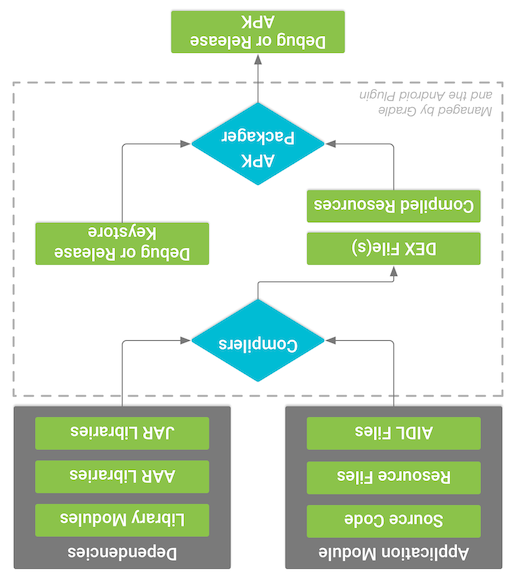 Application Module
Source Code
Resource Files
AIDL Files
Dependencies
Library Modules
AAR Libraries
JAR Libraries
Compilers
DEX File(s)
Compiled Resources
Debug or Release
Keystore
APK
Packager
Managed by Gradle
and the Android Plugin
Debug or Release
APK